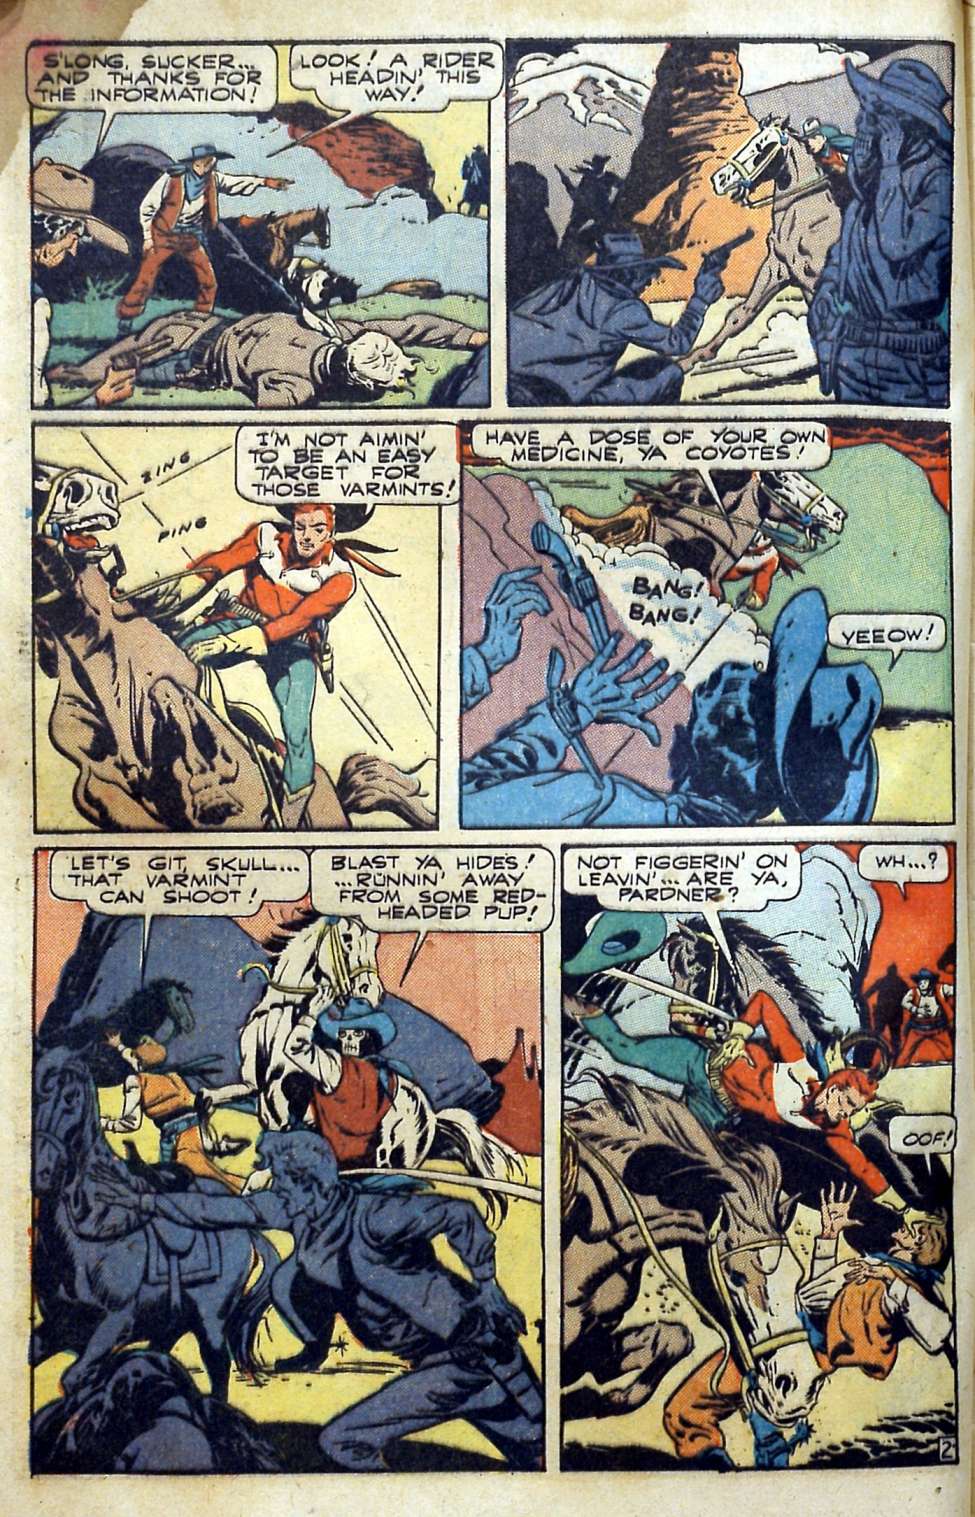 S'LONG, SUCKER...
AND THANKS FOR
THE INFORMATION!
LOOK! A RIDER
HEADIN' THIS
WAY!
ZING
PING
I'M NOT AIMIN'
TO BE AN EASY
TARGET FOR
THOSE VARMINTS!
HAVE A DOSE OF YOUR OWN
MEDICINE, YA COYOTES!
BANG!
BANG!
YEEOW!
LET'S GIT, SKULL...
THAT VARMINT
CAN SHOOT!
BLAST YA HIDES!
...RUNNIN' AWAY
FROM SOME RED-
HEADED PUP!
NOT FIGGERIN' ON
LEAVIN'... ARE YA,
PARDNER?
WH...?
OOF!
2